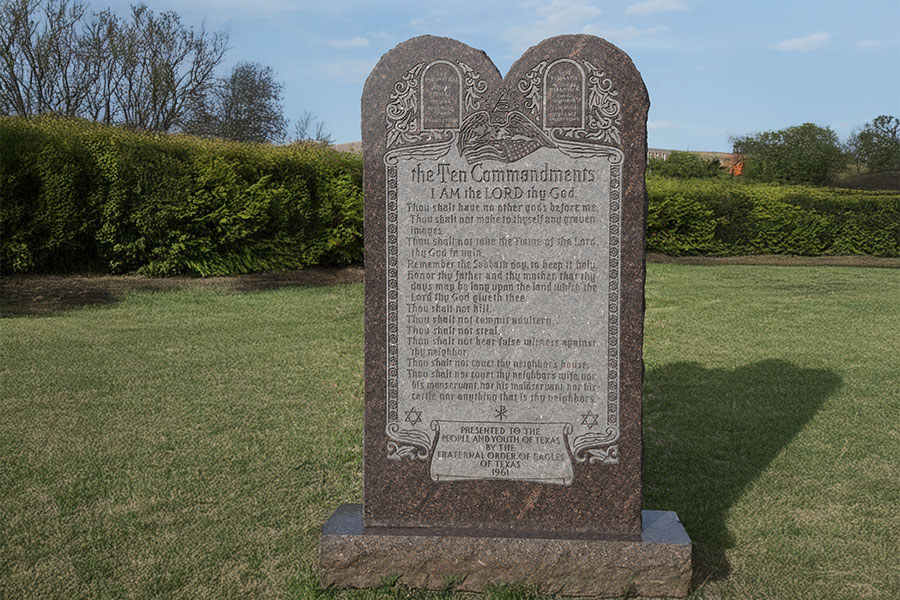 the Ten Commandments
I AM the LORD thy God.
Thou shalt have no other gods before me.
Thou shalt not make to thyself any graven
images.
Thou shalt not take the Name of the Lord
thy God in vain.
Remember the Sabbath day, to keep it holy.
Honor thy father and thy mother, that thy
days may be long upon the land which the
Lord thy God giveth thee.
Thou shalt not kill.
Thou shalt not commit adultery.
Thou shalt not steal.
Thou shalt not bear false witness against
thy neighbor.
Thou shalt not covet thy neighbor's house.
Thou shalt not covet thy neighbor's wife, nor
his manservant, nor his maidservant, nor his
cattle, nor anything that is thy neighbor's.
PRESENTED TO THE
PEOPLE AND YOUTH OF TEXAS
BY THE
FRATERNAL ORDER OF EAGLES
OF TEXAS
1961